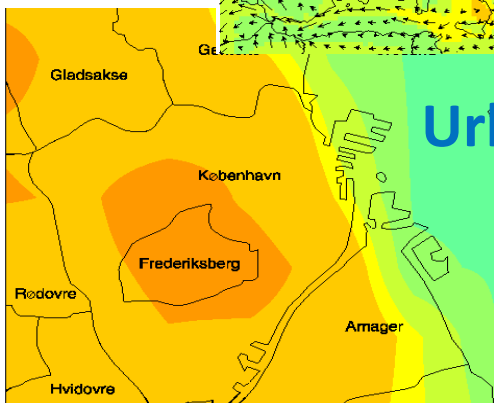 Gladsakse
København
Frederiksberg
Rødovre
Amager
Hvidovre